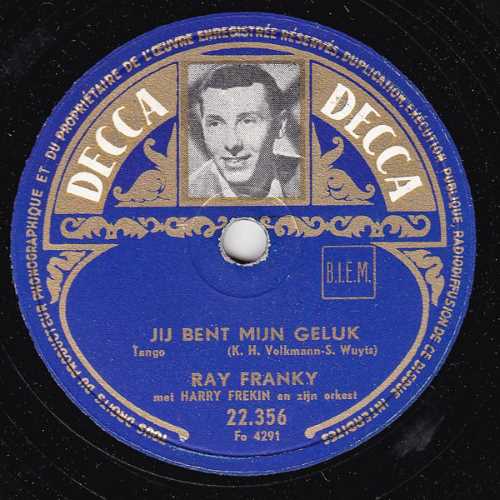 TOUS DROITS DU PRODUCTEUR PHONOGRAPHIQUE ET DU PROPRIÉTAIRE DE L'ŒUVRE ENREGISTRÉE RÉSERVÉS, DUPLICATION, EXÉCUTION PUBLIQUE, RADIODIFFUSION DE CE DISQUE INTERDITES
DECCA DECCA
B.I.E.M.
JIJ BENT MIJN GELUK
Tango (K. H. Volkmann-S. Wuyts)
RAY FRANKY
met HARRY FREKIN en zijn orkest
22.356
Fo 4291